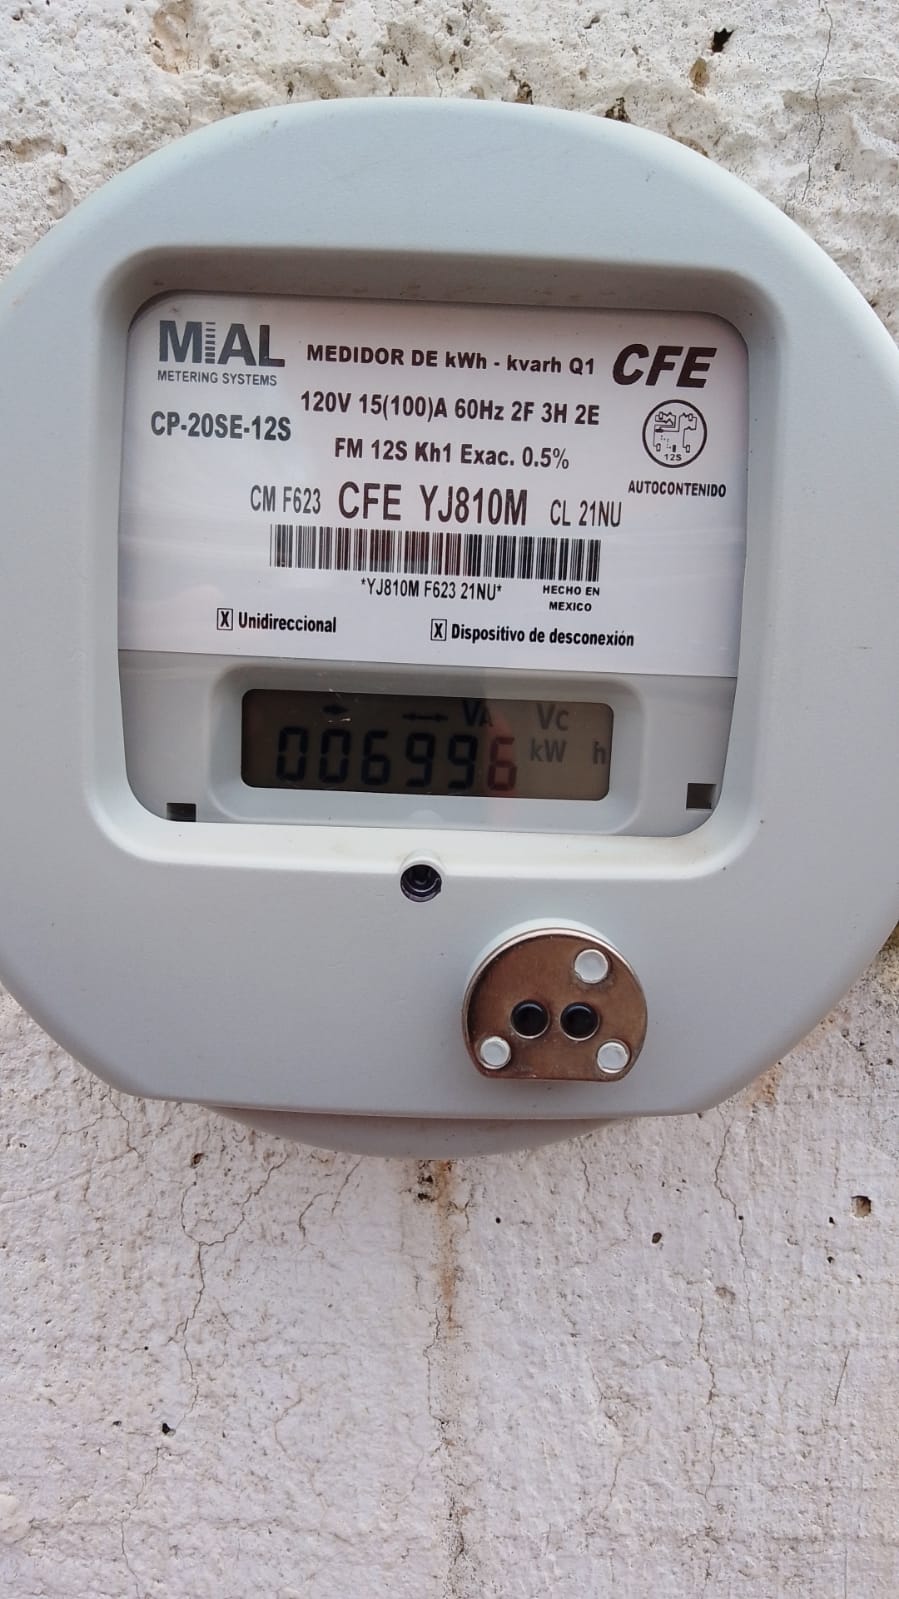 MIAL
METERING SYSTEMS
MEDIDOR DE kWh - kvarh Q1
CFE
CP-20SE-12S
120V 15(100)A 60Hz 2F 3H 2E
FM 12S Kh1 Exac. 0.5%
12S
AUTOCONTENIDO
CM F623 CFE YJ810M CL 21NU
*YJ810M F623 21NU*
HECHO EN
MEXICO
X Unidireccional
X Dispositivo de desconexión
VA VC
006996 kW h